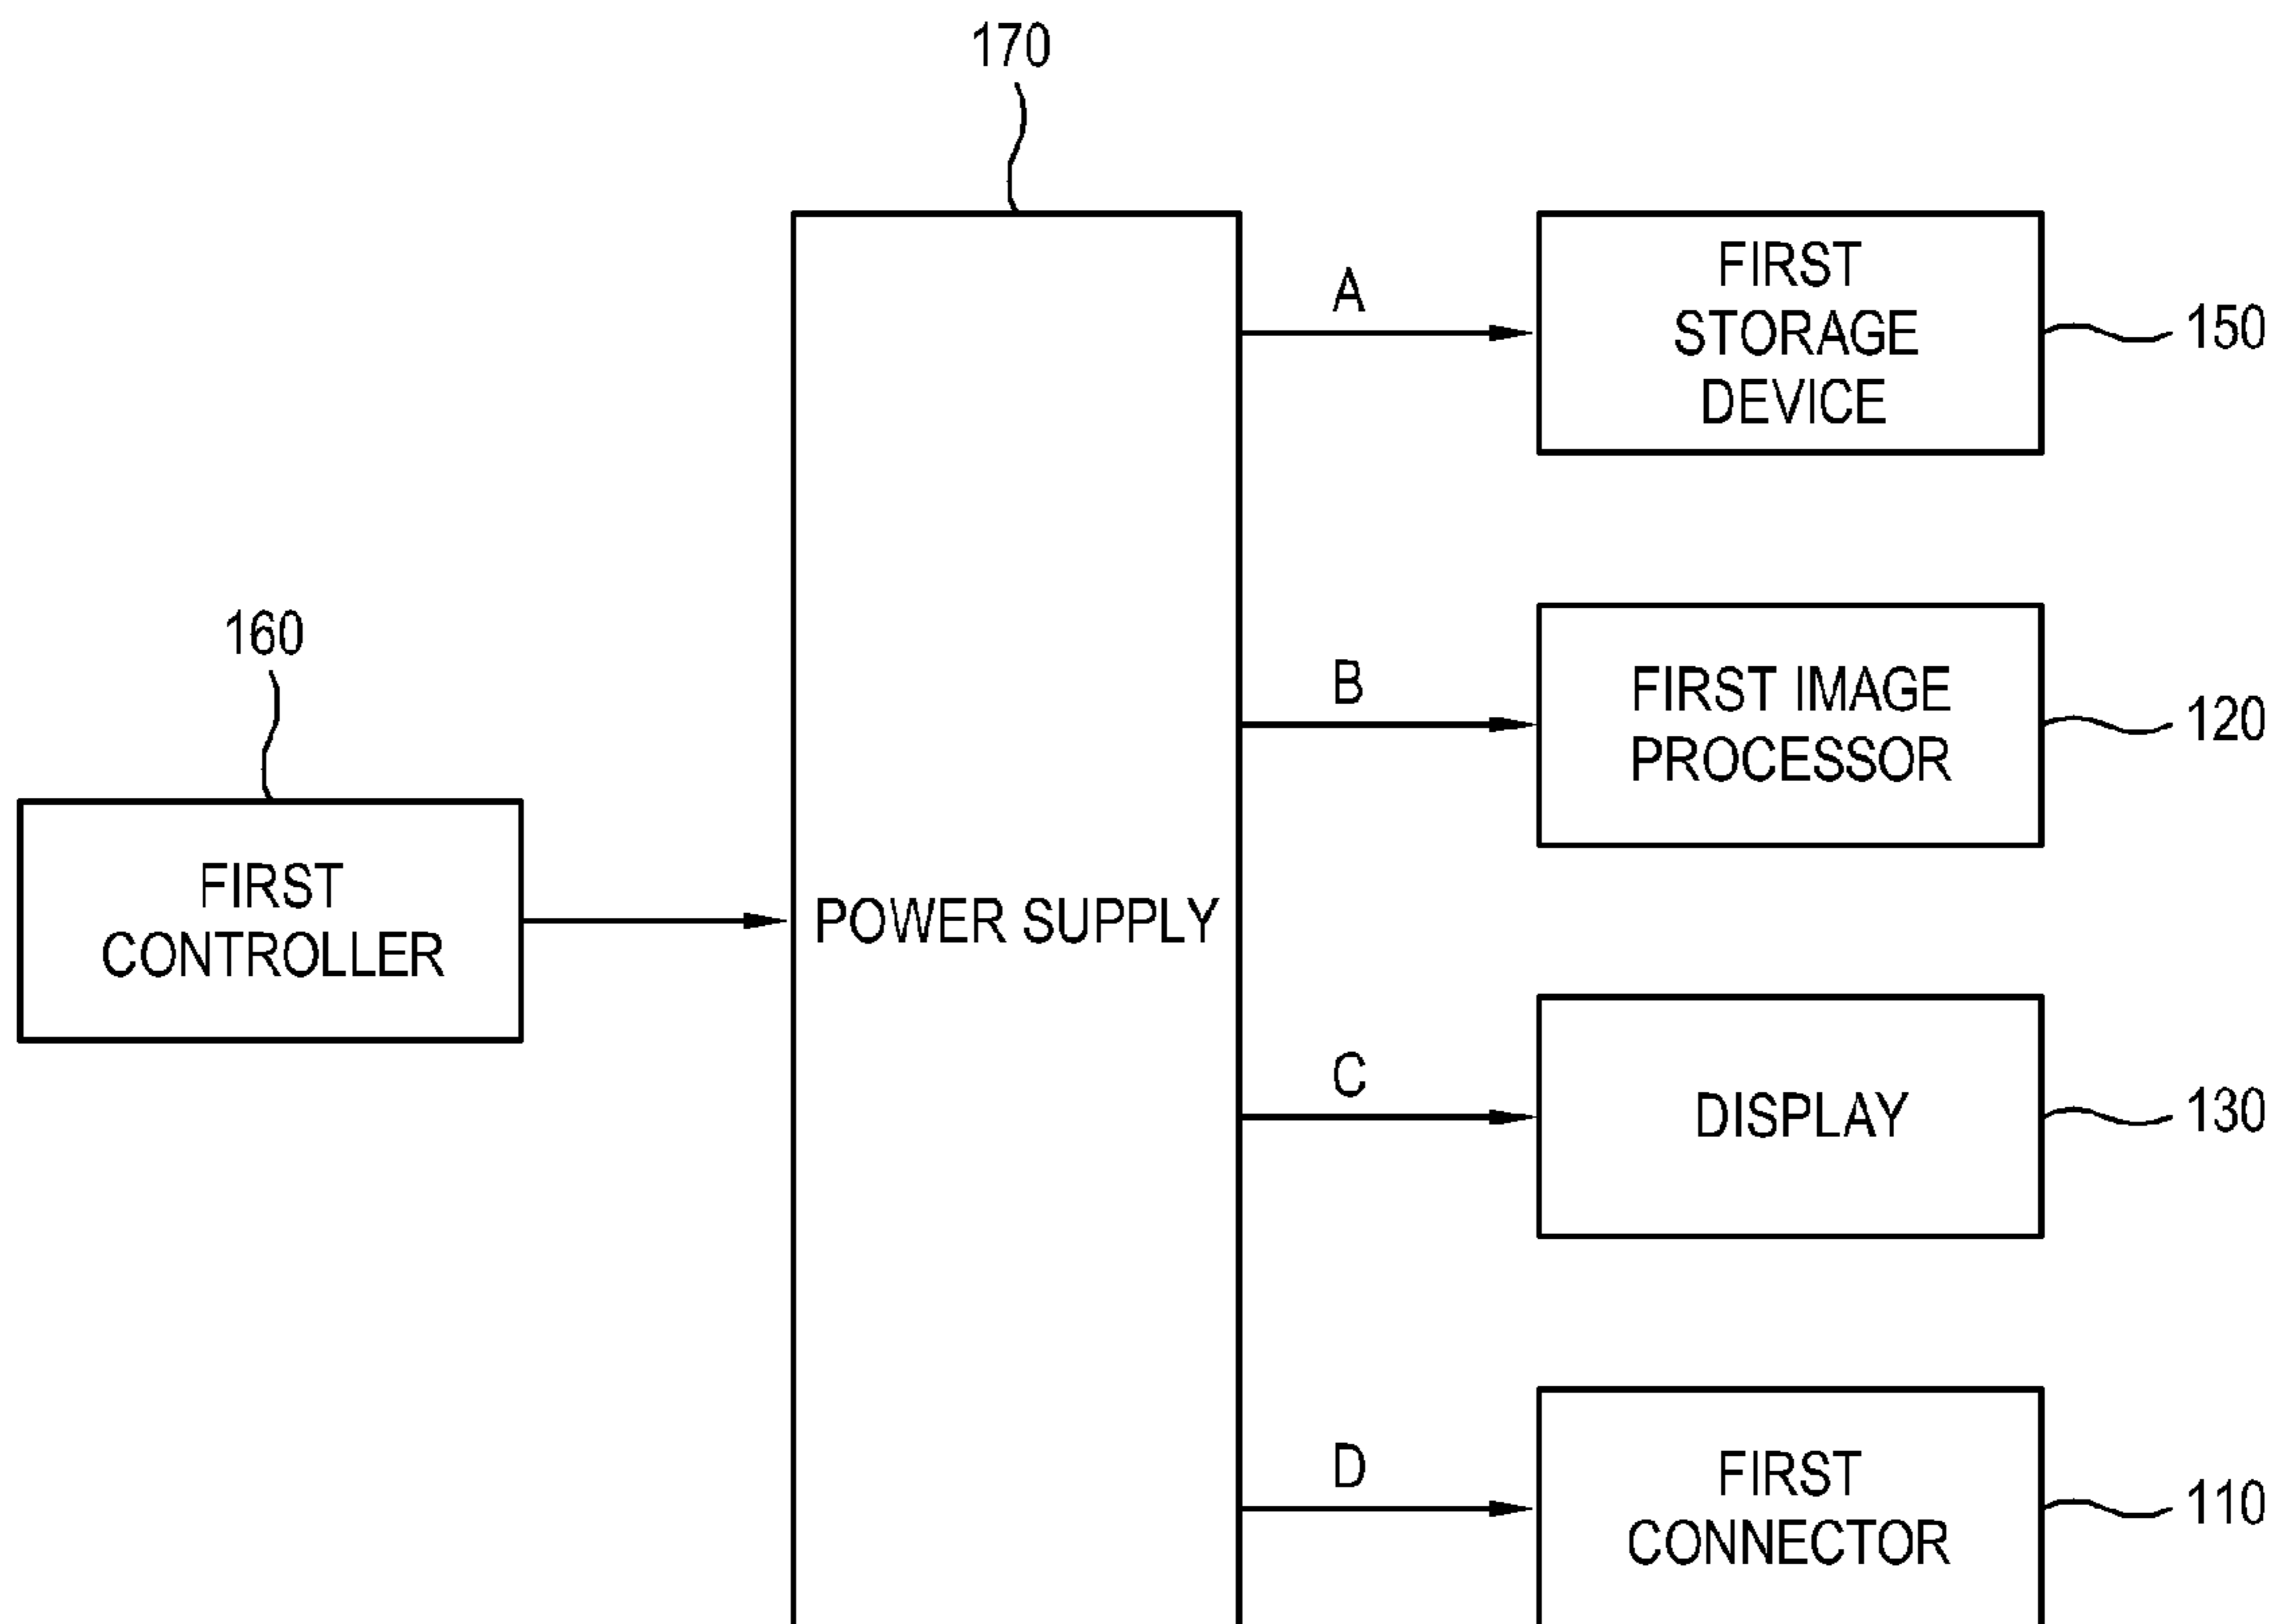 170
A
FIRST
STORAGE
DEVICE
150
160
B
FIRST IMAGE
PROCESSOR
120
FIRST
CONTROLLER
POWER SUPPLY
C
DISPLAY
130
D
FIRST
CONNECTOR
110